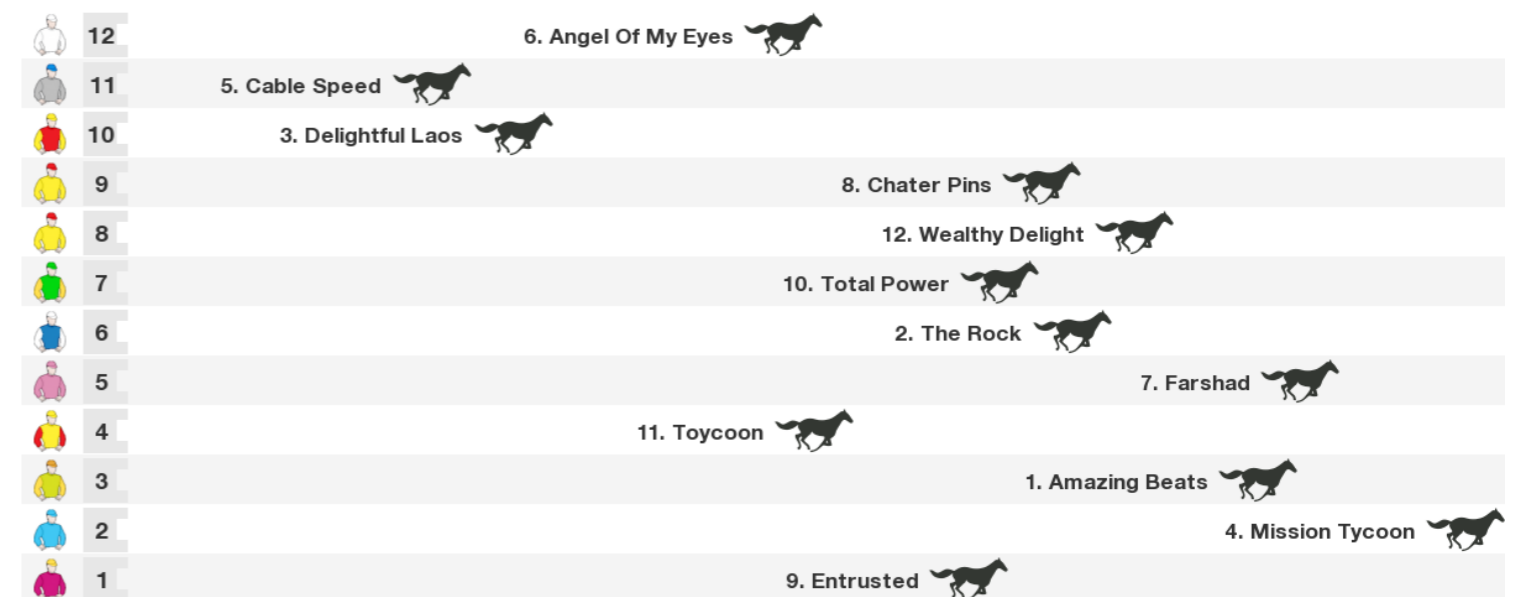 12 6. Angel Of My Eyes
11 5. Cable Speed
10 3. Delightful Laos
9 8. Chater Pins
8 12. Wealthy Delight
7 10. Total Power
6 2. The Rock
5 7. Farshad
4 11. Toycoon
3 1. Amazing Beats
2 4. Mission Tycoon
1 9. Entrusted